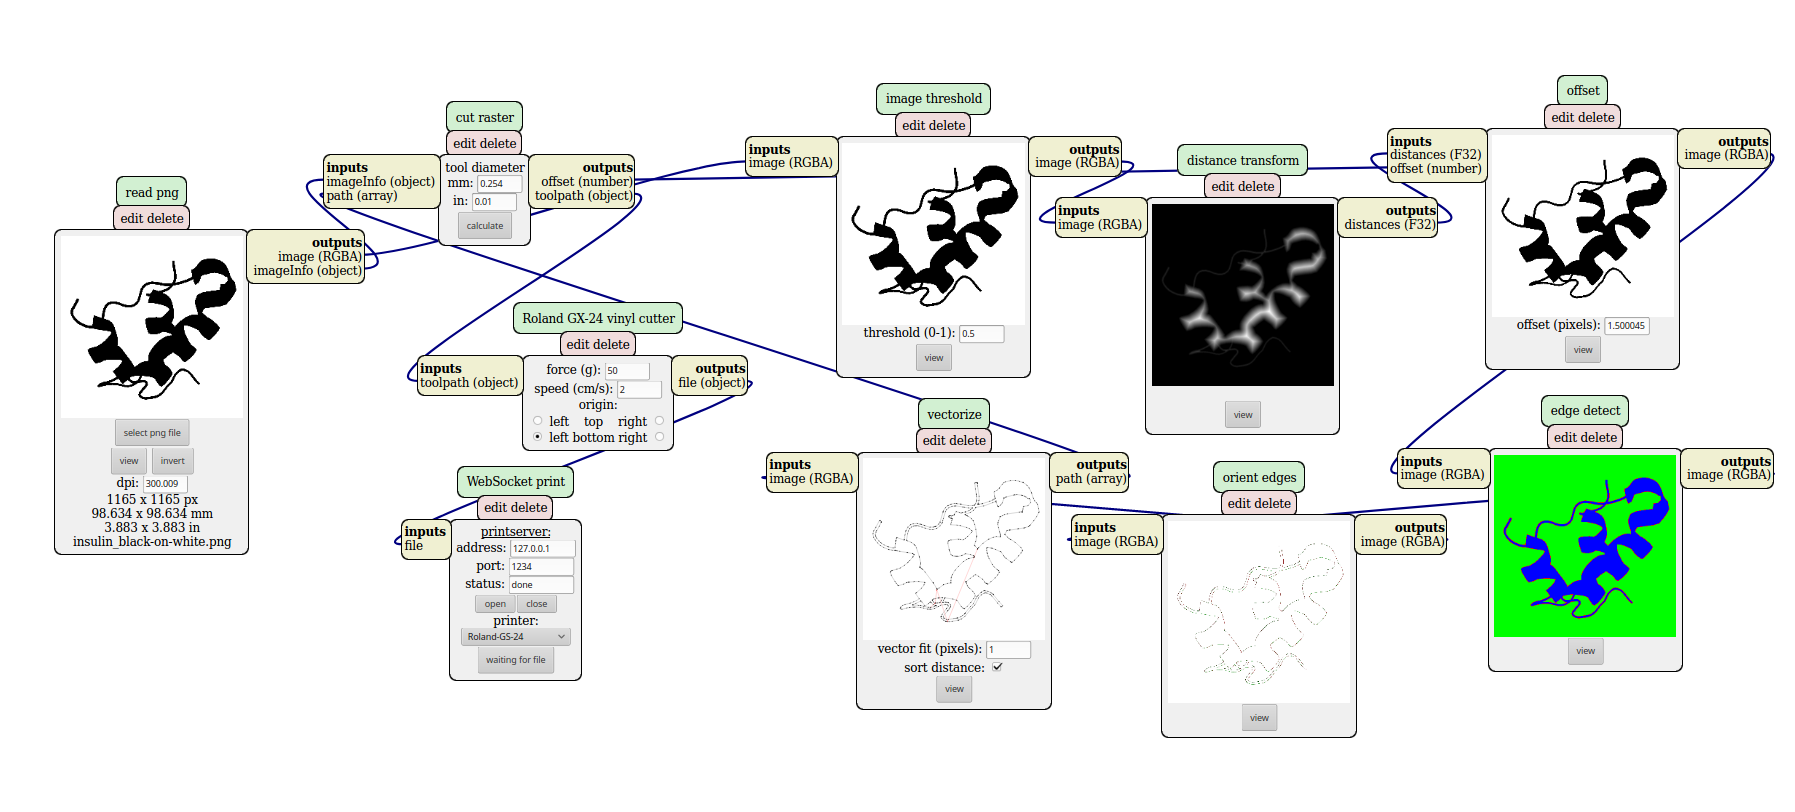 read png
edit delete
outputs
image (RGBA)
imageInfo (object)
select png file
view invert
dpi: 300.009
1165 x 1165 px
98.634 x 98.634 mm
3.883 x 3.883 in
insulin_black-on-white.png
cut raster
edit delete
inputs
imageInfo (object)
path (array)
tool diameter
mm: 0.254
in: 0.01
calculate
outputs
offset (number)
toolpath (object)
Roland GX-24 vinyl cutter
edit delete
inputs
toolpath (object)
force (g): 50
speed (cm/s): 2
origin:
left top right
left bottom right
outputs
file (object)
WebSocket print
edit delete
inputs
file
printserver:
address: 127.0.0.1
port: 1234
status: done
open close
printer:
Roland-GS-24
waiting for file
image threshold
edit delete
inputs
image (RGBA)
outputs
image (RGBA)
threshold (0-1): 0.5
view
vectorize
edit delete
inputs
image (RGBA)
outputs
path (array)
vector fit (pixels): 1
sort distance:
view
distance transform
edit delete
inputs
image (RGBA)
outputs
distances (F32)
view
orient edges
edit delete
inputs
image (RGBA)
outputs
image (RGBA)
view
offset
edit delete
inputs
distances (F32)
offset (number)
outputs
image (RGBA)
offset (pixels): 1.500045
view
edge detect
edit delete
inputs
image (RGBA)
outputs
image (RGBA)
view